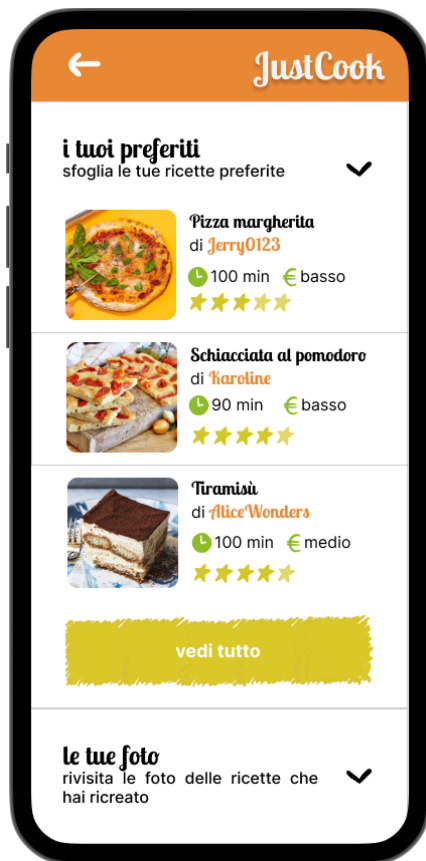 JustCook
i tuoi preferiti
sfoglia le tue ricette preferite
Pizza margherita
di Jerry0123
100 min € basso
Schiacciata al pomodoro
di Karoline
90 min € basso
Tiramisù
di AliceWonders
100 min € medio
vedi tutto
le tue foto
rivisita le foto delle ricette che
hai ricreato